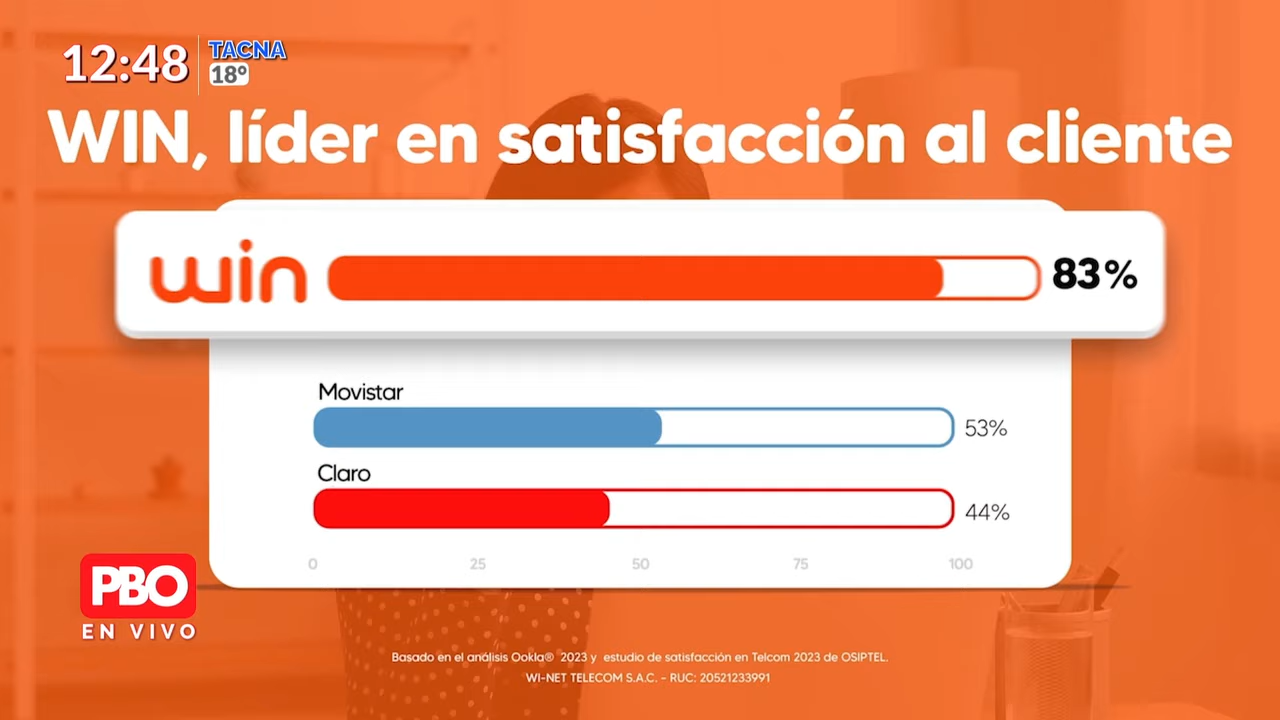 12:48
TACNA
18°
WIN, líder en satisfacción al cliente
win
83%
Movistar
53%
Claro
44%
0 25 50 75 100
PBO
EN VIVO
Basado en el análisis Ookla® 2023 y estudio de satisfacción en Telcom 2023 de OSIPTEL.
WI-NET TELECOM S.A.C. - RUC: 20521233991